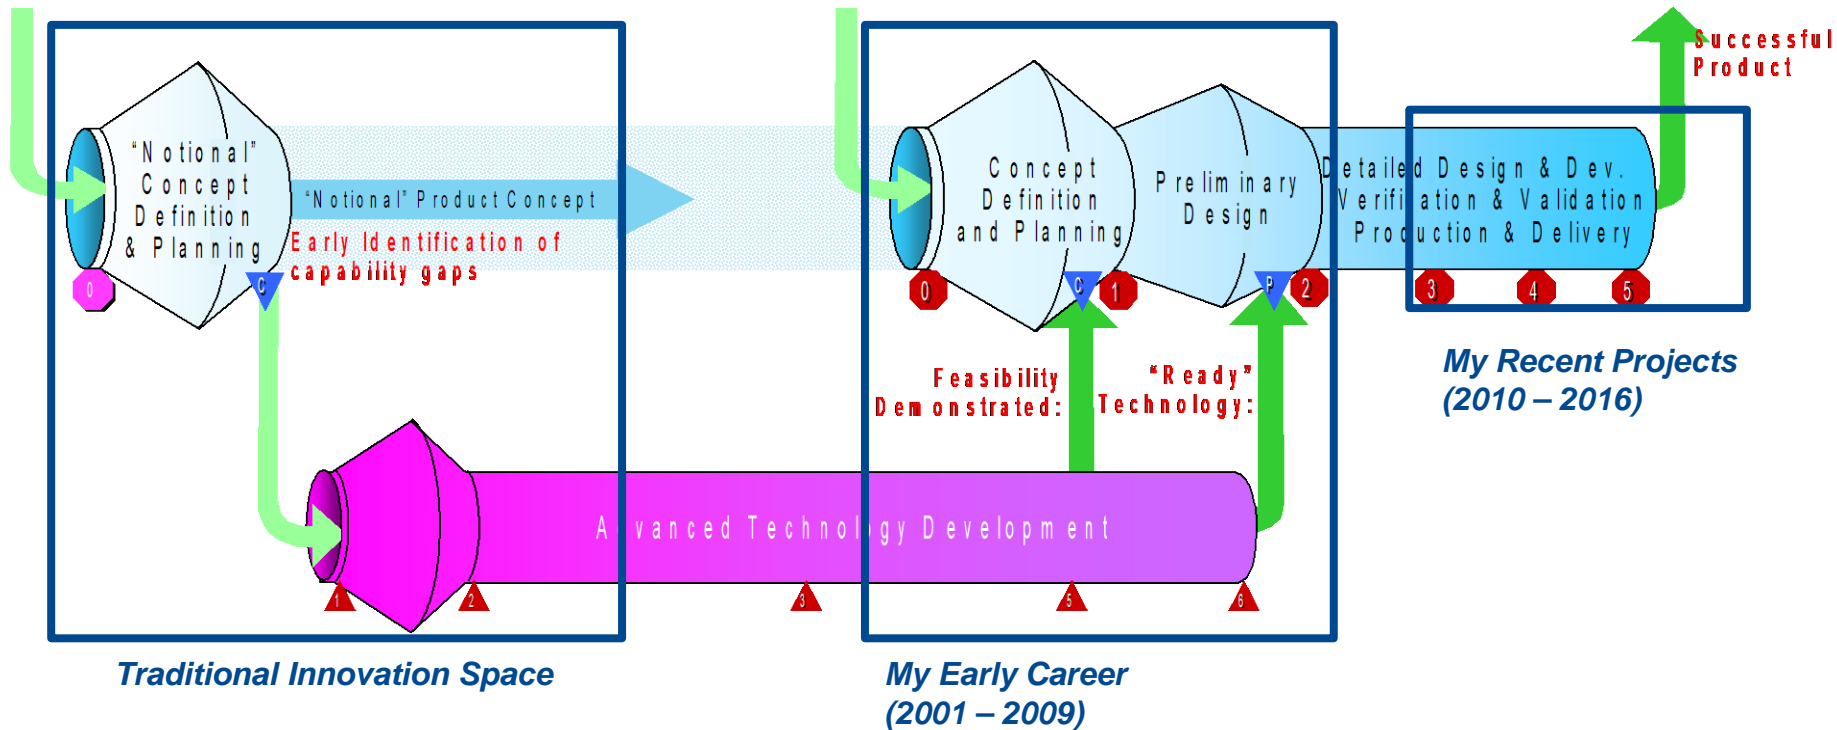 Successful
Product
“Notional”
Concept
Definition
& Planning
“Notional” Product Concept
Early Identification of
capability gaps
0
C
Concept
Definition
and Planning
Preliminary
Design
Detailed Design & Dev.
Verification & Validation
Production & Delivery
0
C
1
P
2
3
4
5
Feasibility
Demonstrated:
“Ready”
Technology:
My Recent Projects
(2010 – 2016)
Advanced Technology Development
1
2
3
5
6
Traditional Innovation Space
My Early Career
(2001 – 2009)